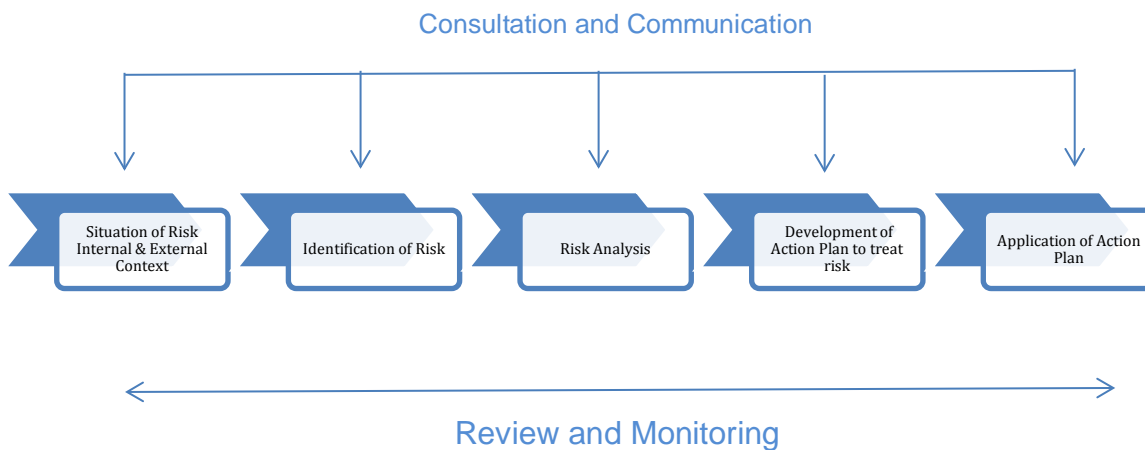 Consultation and Communication
Situation of Risk
Internal & External
Context
Identification of Risk
Risk Analysis
Development of
Action Plan to treat
risk
Application of Action
Plan
Review and Monitoring